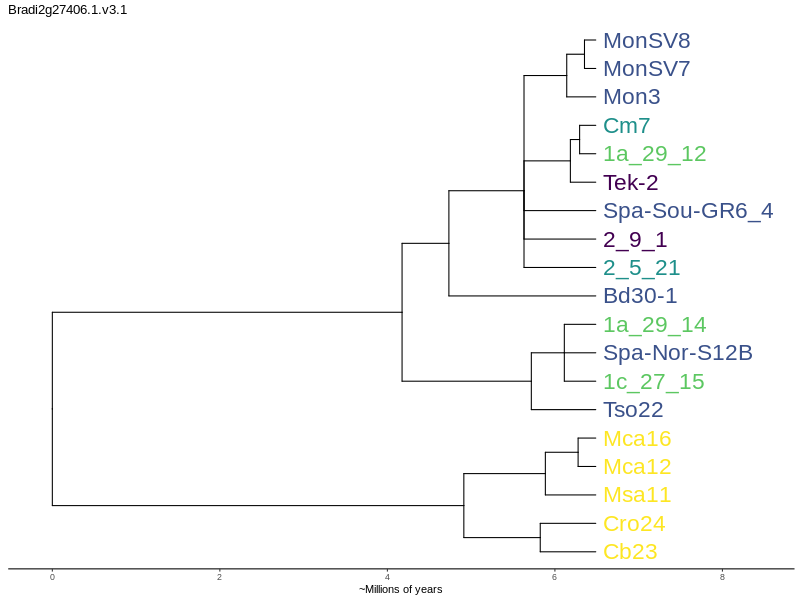 Bradi2g27406.1.v3.1
MonSV8
MonSV7
Mon3
Cm7
1a_29_12
Tek-2
Spa-Sou-GR6_4
2_9_1
2_5_21
Bd30-1
1a_29_14
Spa-Nor-S12B
1c_27_15
Tso22
Mca16
Mca12
Msa11
Cro24
Cb23
0 2 4 6 8
~Millions of years